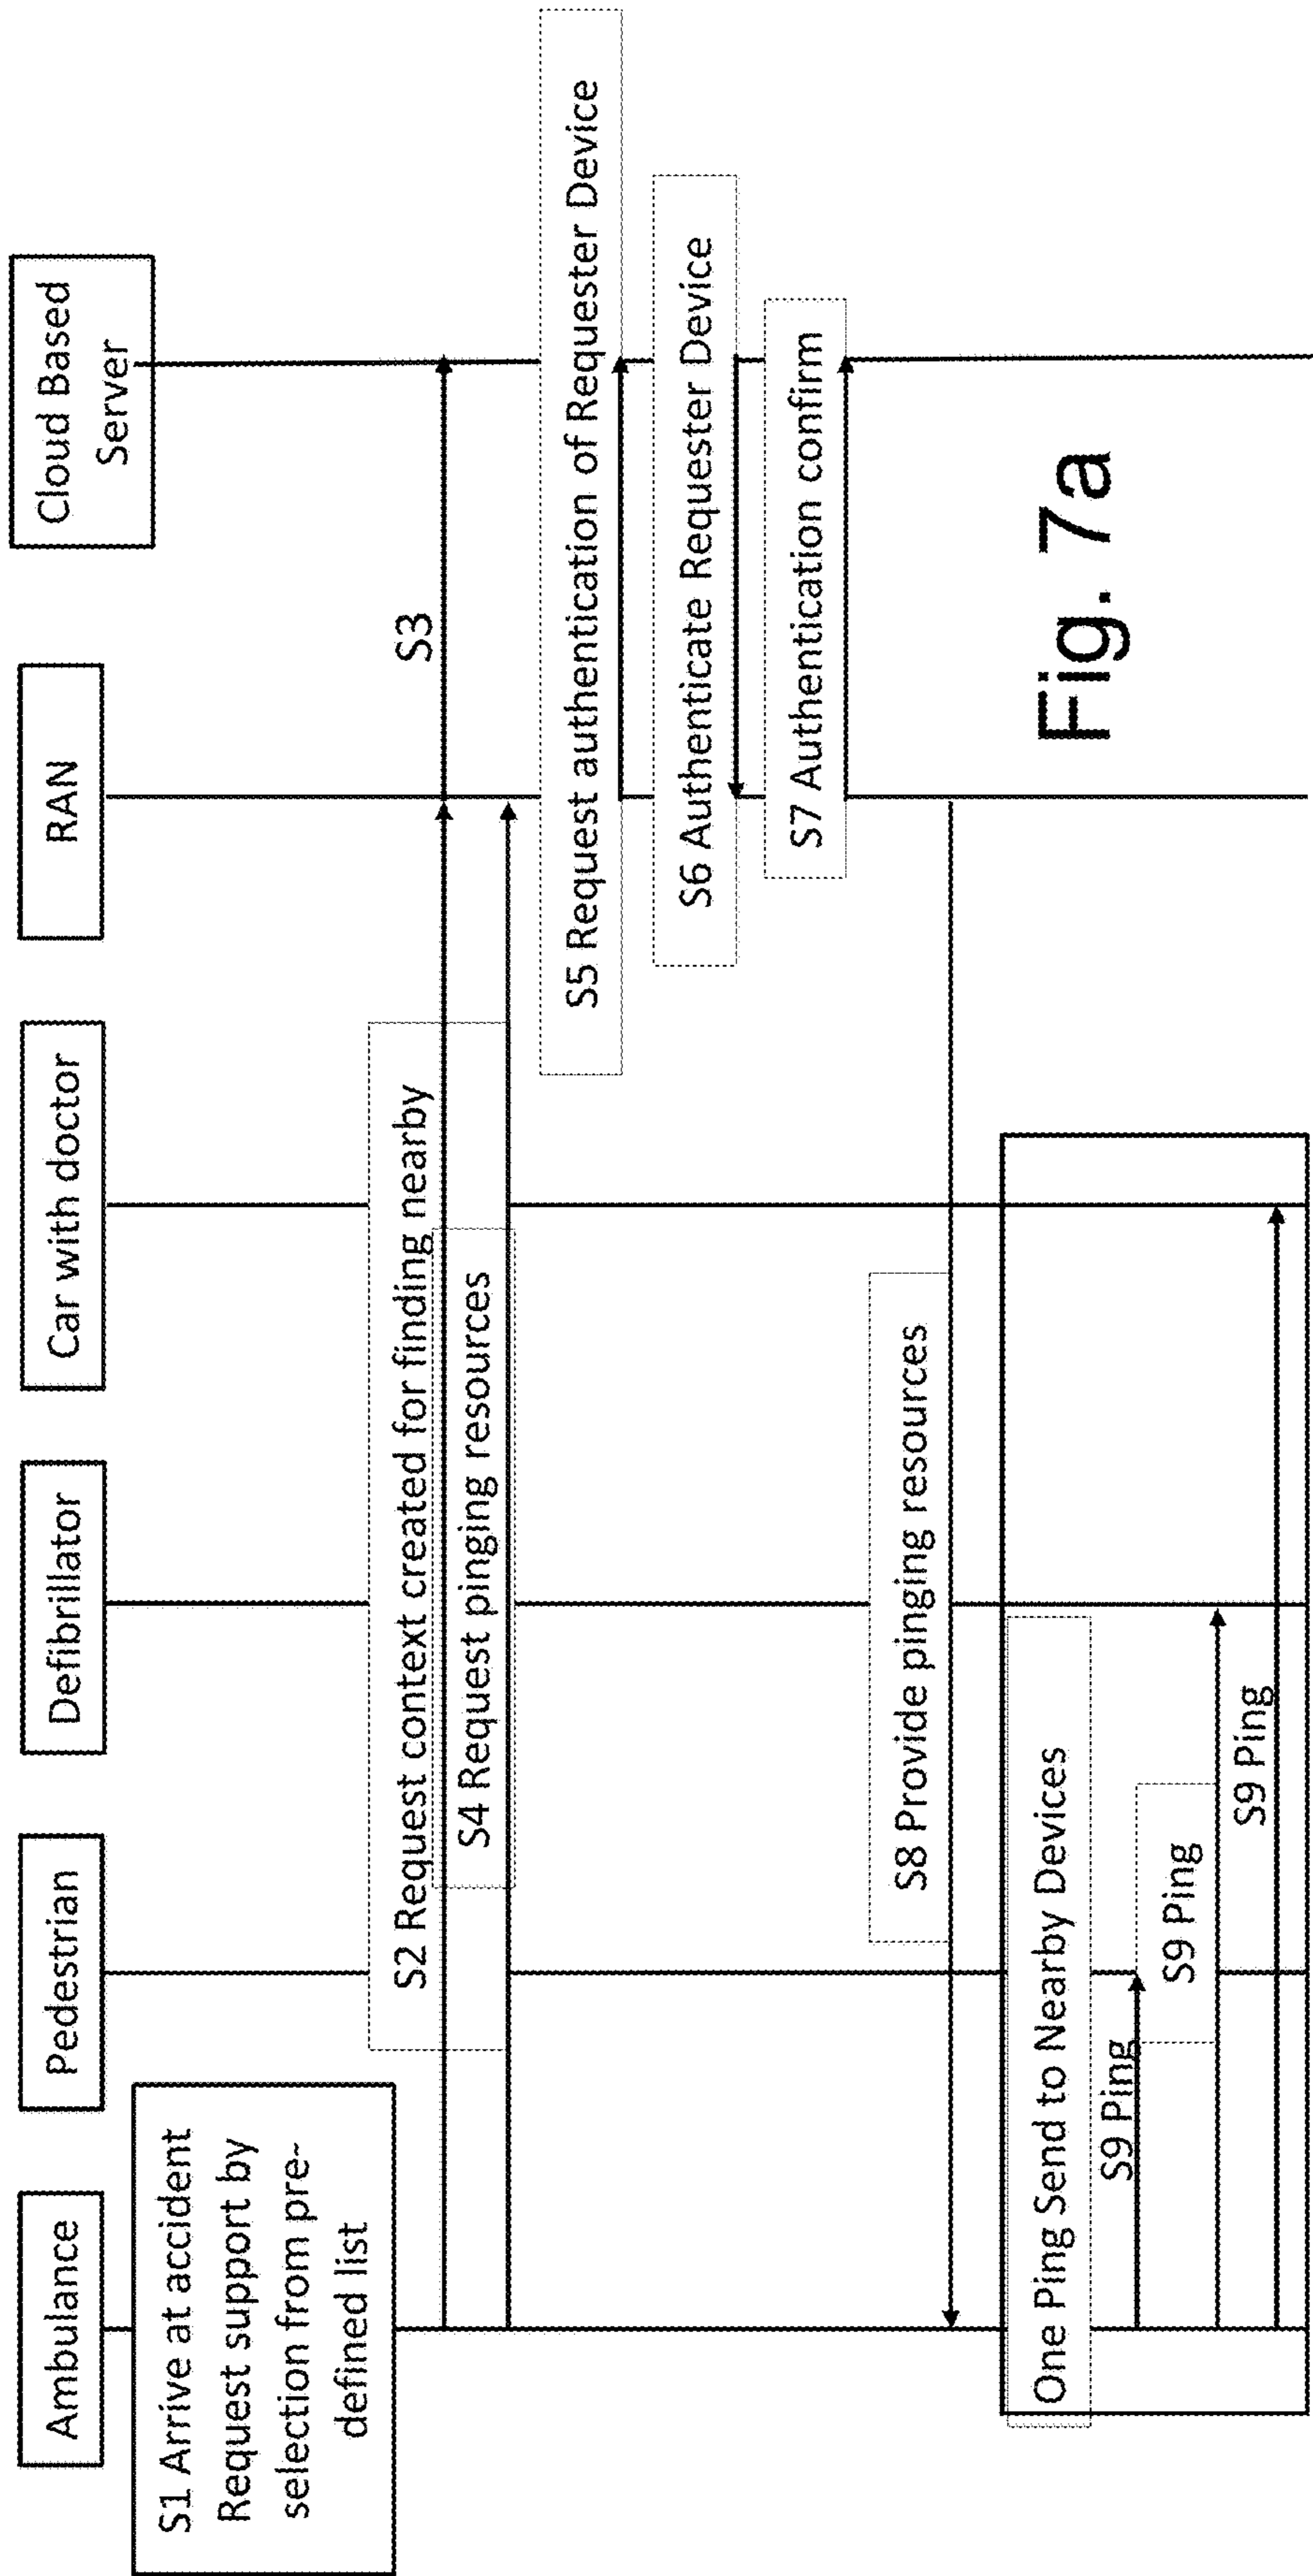 Ambulance
Pedestrian
Defibrillator
Car with doctor
RAN
Cloud Based
Server
S1 Arrive at accident
Request support by
selection from pre-
defined list
S2 Request context created for finding nearby
S3
S4 Request pinging resources
S5 Request authentication of Requester Device
S6 Authenticate Requester Device
S7 Authentication confirm
S8 Provide pinging resources
One Ping Send to Nearby Devices
S9 Ping
S9 Ping
S9 Ping
Fig. 7a